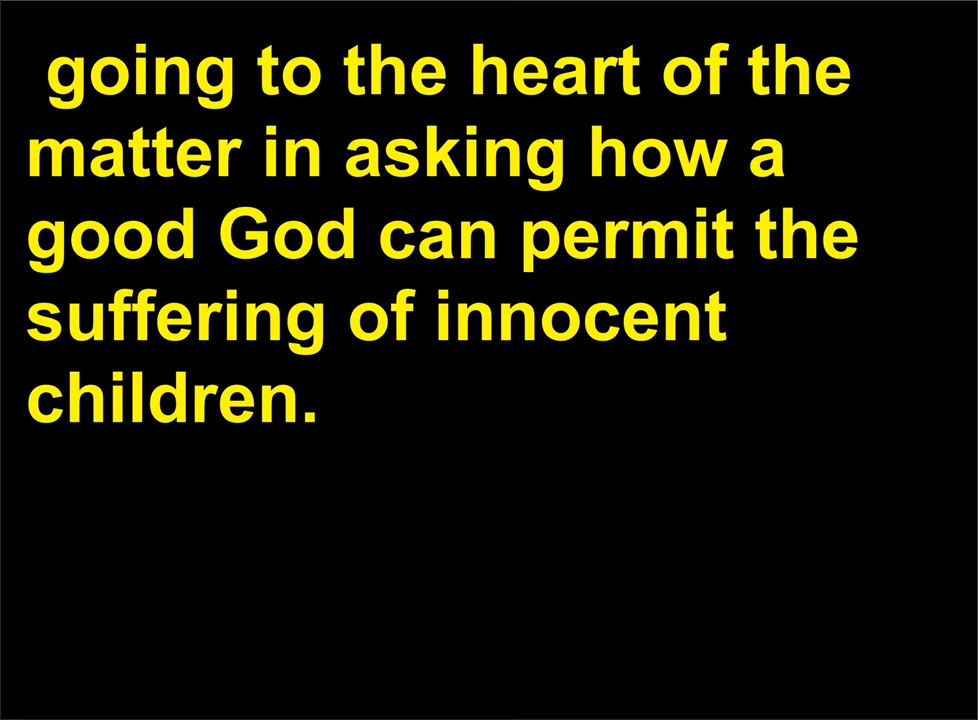 going to the heart of the
matter in asking how a
good God can permit the
suffering of innocent
children.